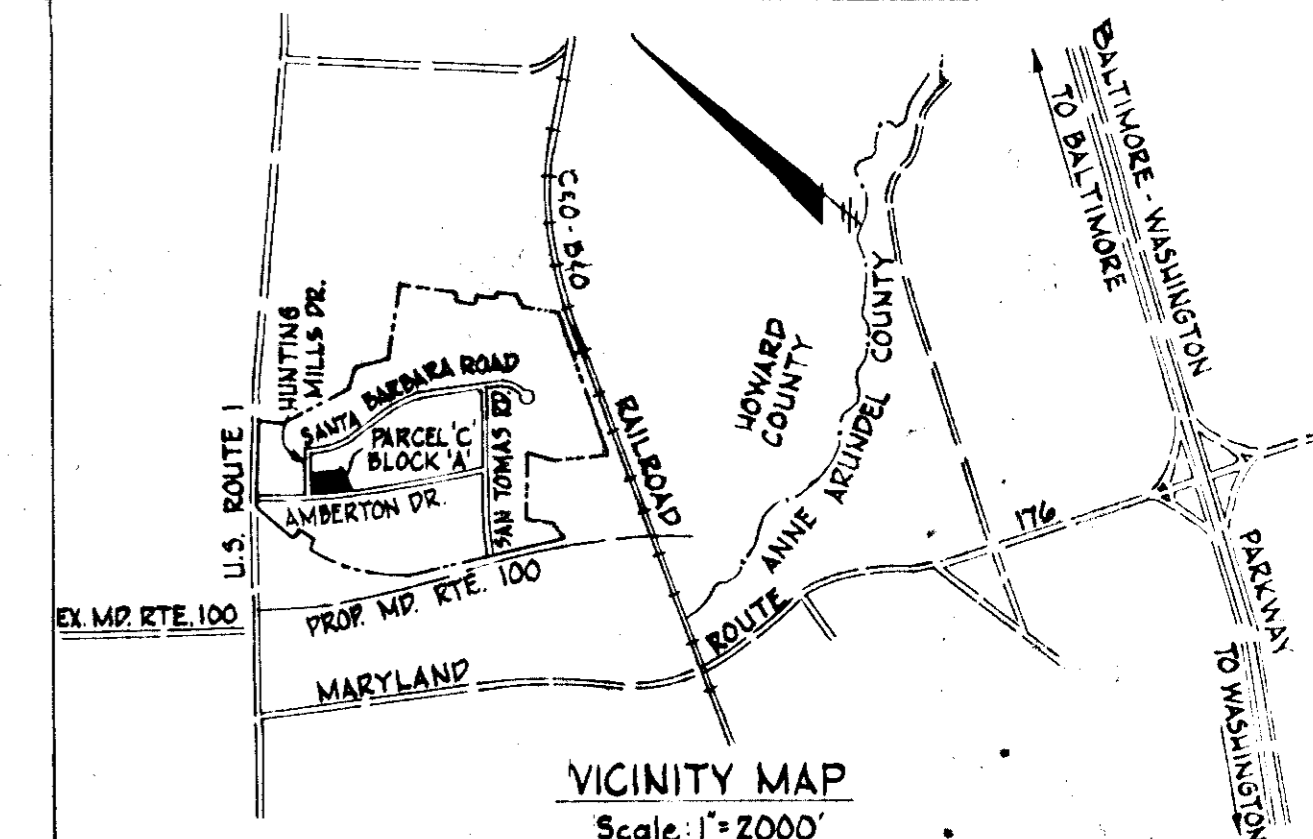 BALTIMORE - WASHINGTON
TO BALTIMORE
C&O - B&O
HUNTING
MILLS DR.
HOWARD
COUNTY
ANNE ARUNDEL COUNTY
SANTA BARBARA ROAD
U.S. ROUTE 1
PARCEL 'C'
BLOCK 'A'
SAN TOMAS RD.
RAILROAD
AMBERTON DR.
176
PARKWAY
EX. MD. RTE. 100
PROP. MD. RTE. 100
ROUTE
MARYLAND
TO WASHINGTON
VICINITY MAP
Scale: 1" = 2000'